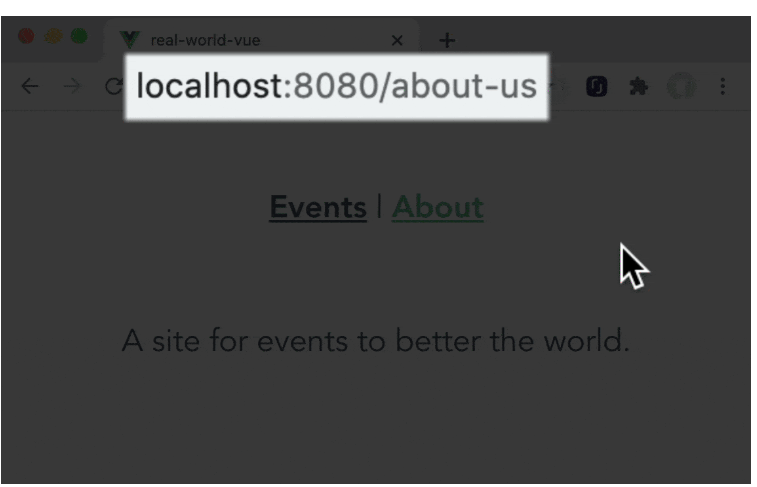 real-world-vue
localhost:8080/about-us
Events | About
A site for events to better the world.